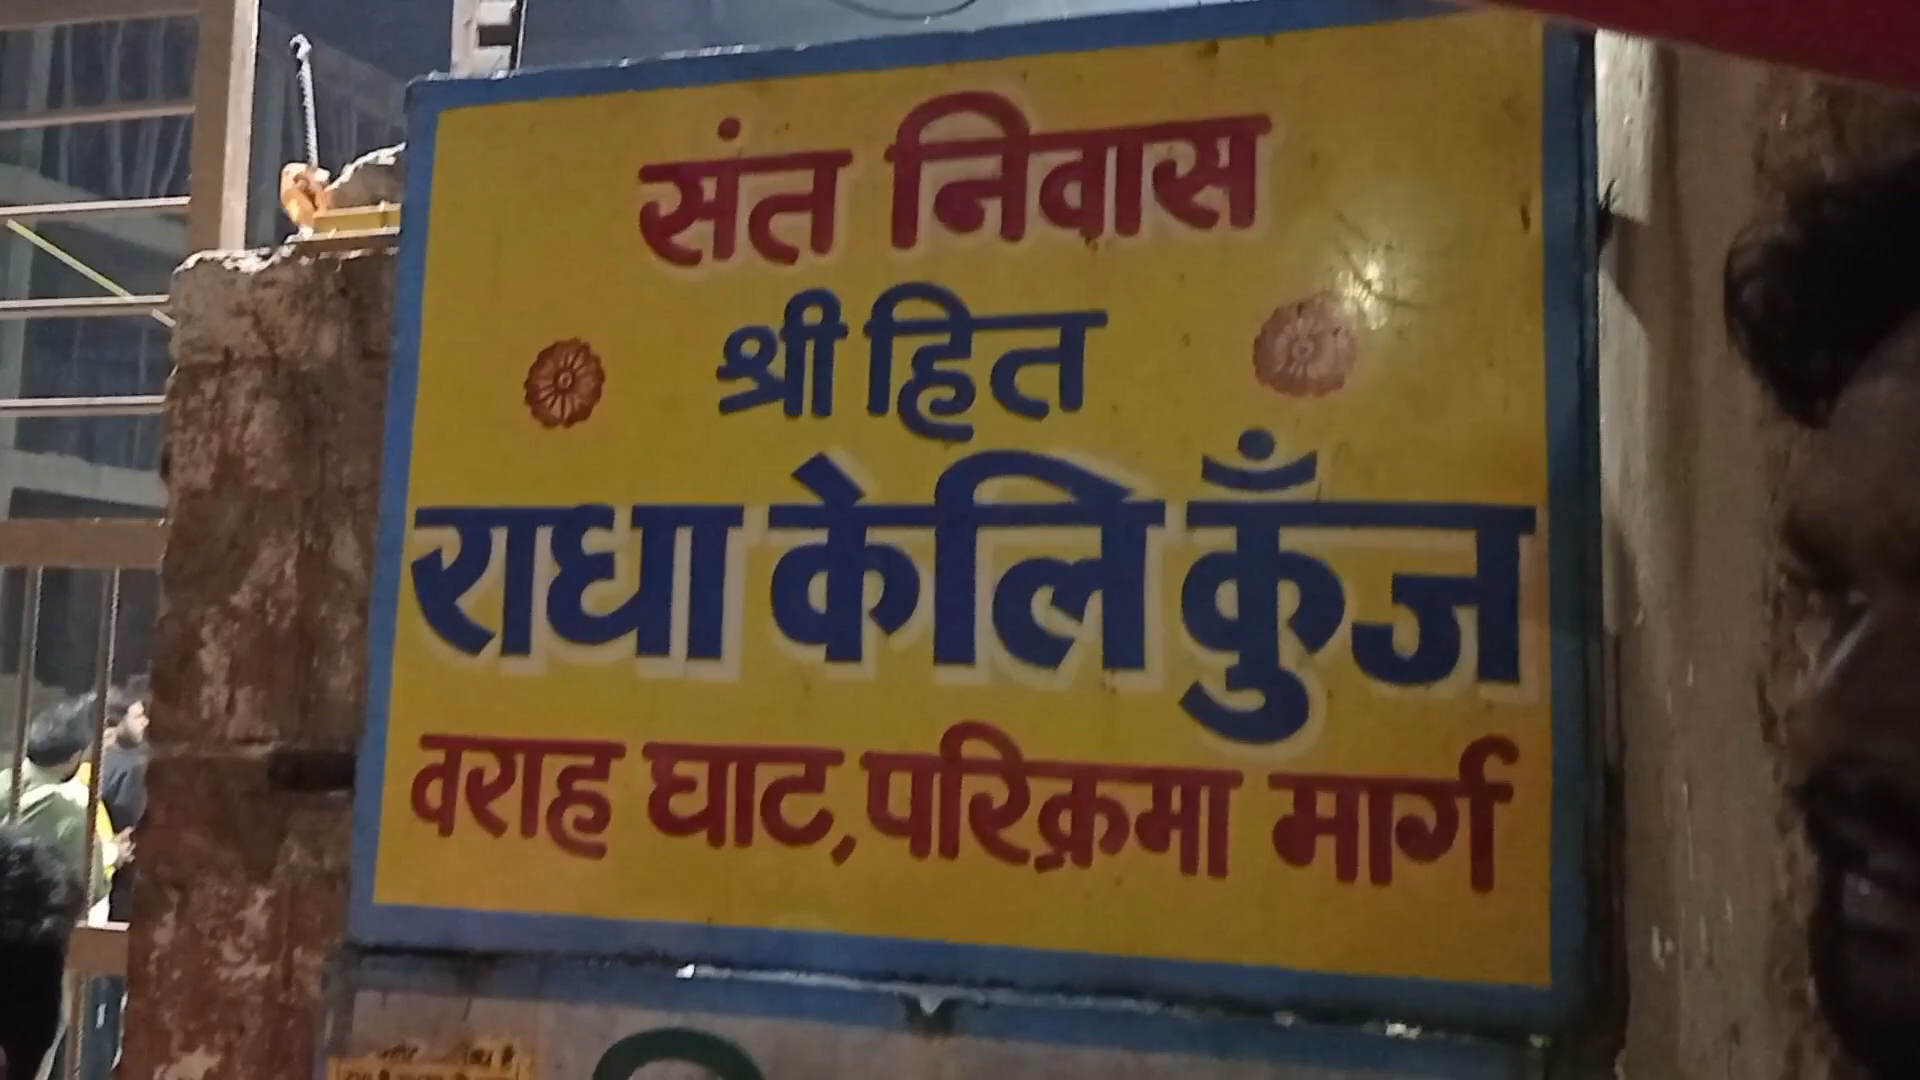 संत निवास
श्री हित
राधा केलि कुँज
वराह घाट, परिक्रमा मार्ग